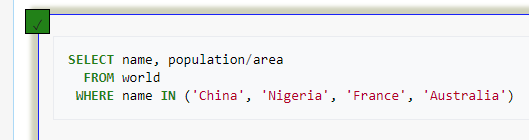 SELECT name, population/area
FROM world
WHERE name IN ('China', 'Nigeria', 'France', 'Australia')